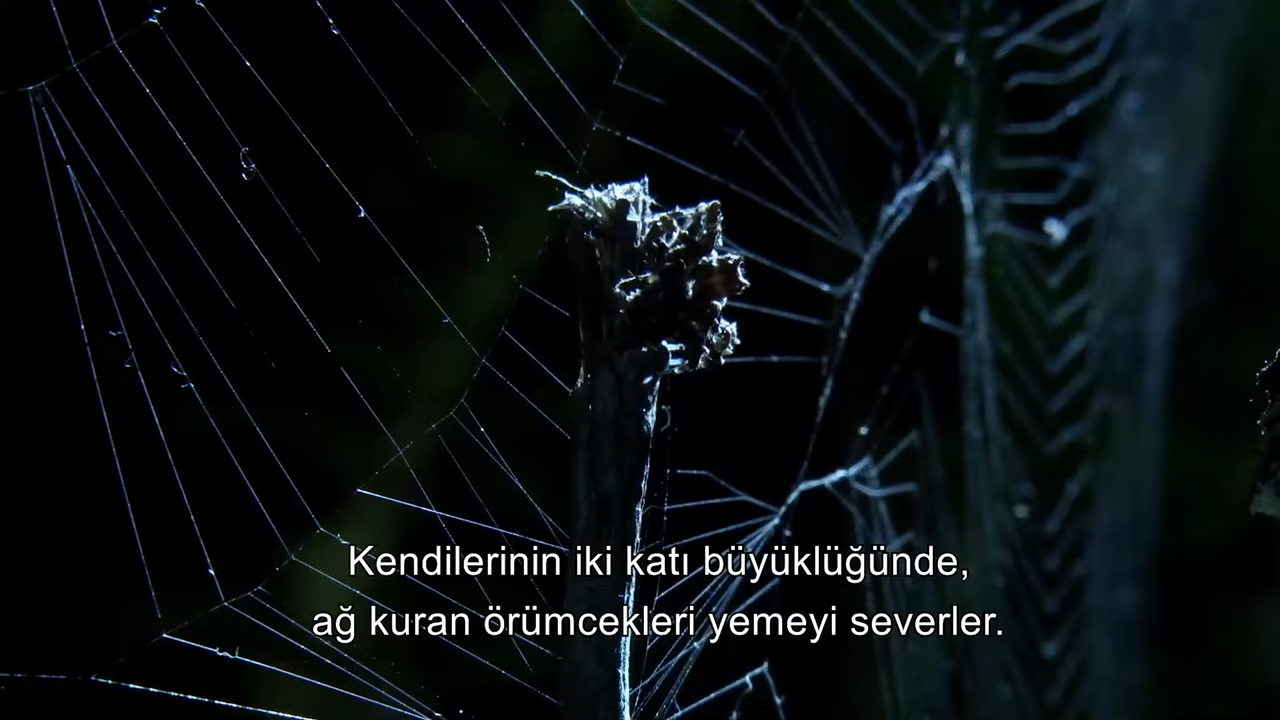 Kendilerinin iki katı büyüklüğünde,
ağ kuran örümcekleri yemeyi severler.